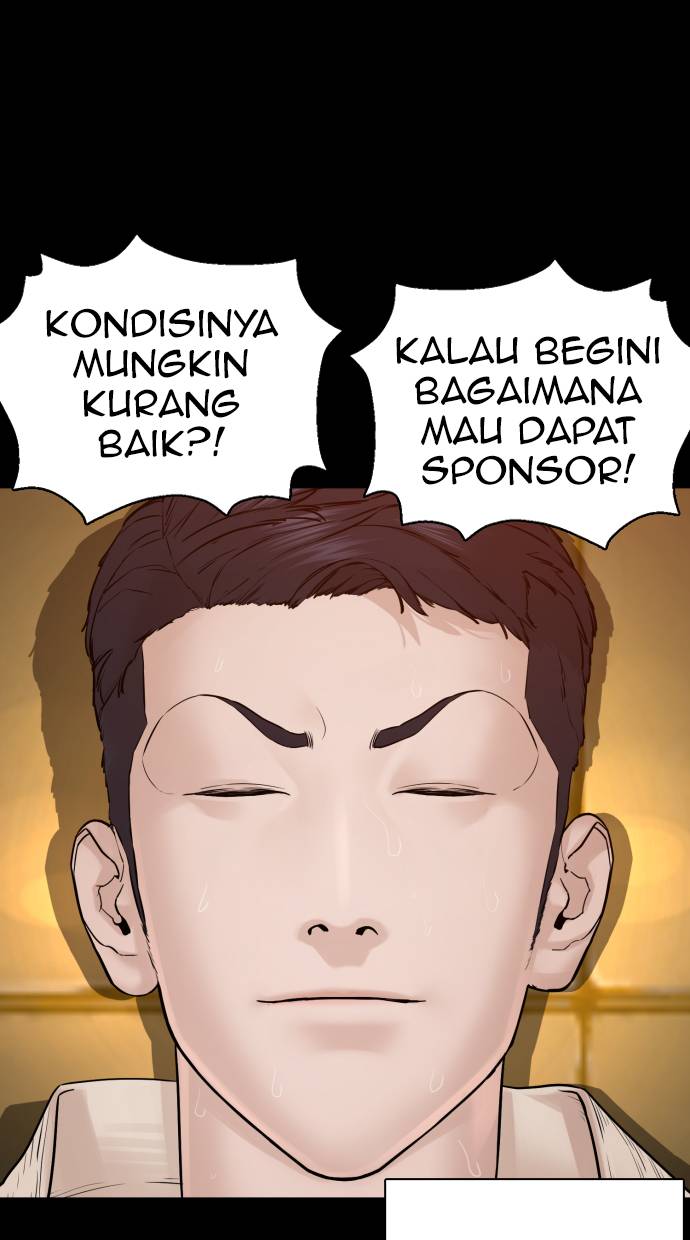 KONDISINYA
MUNGKIN
KURANG
BAIK?!
KALAU BEGINI
BAGAIMANA
MAU DAPAT
SPONSOR!